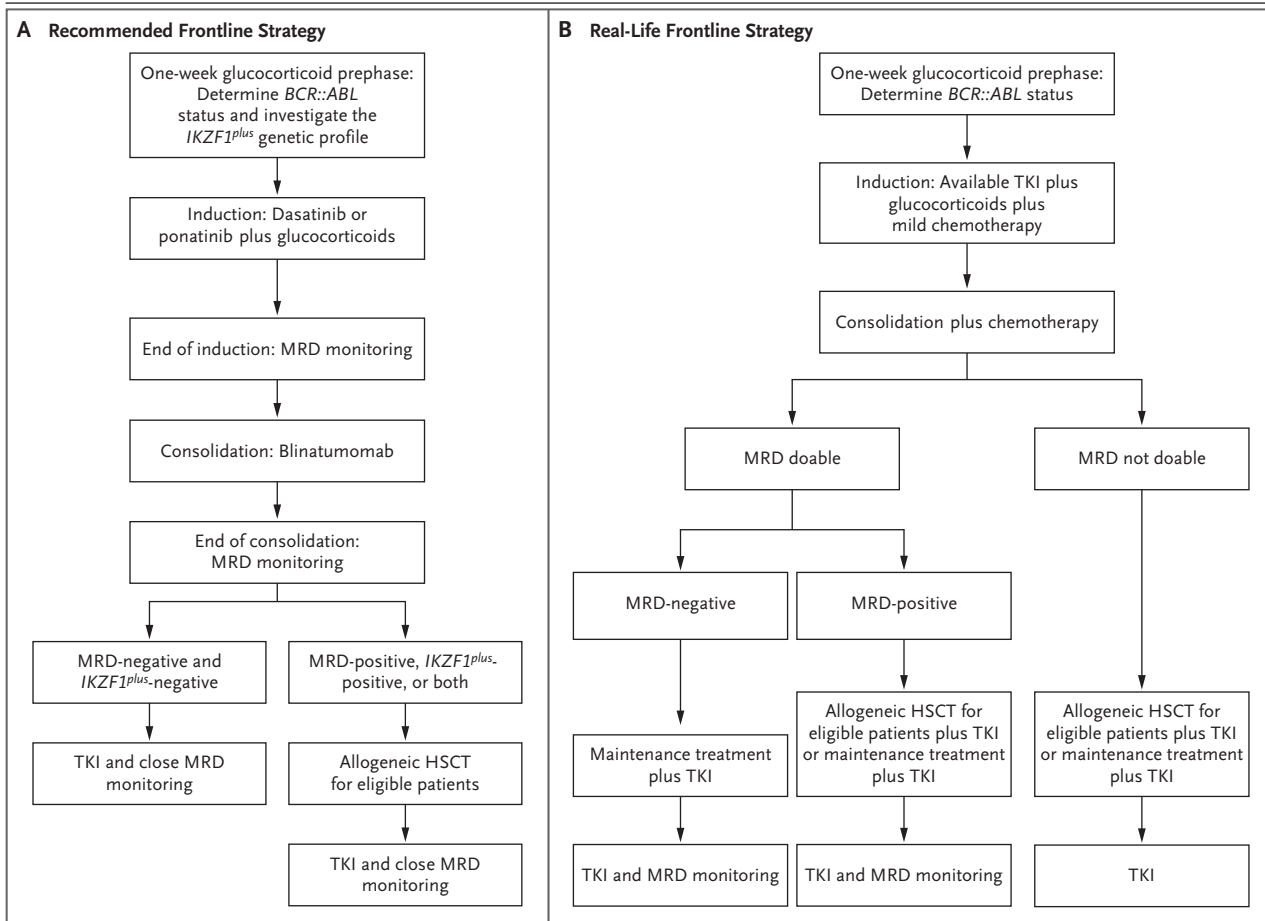 A Recommended Frontline Strategy
One-week glucocorticoid prephase:
Determine BCR::ABL
status and investigate the
IKZF1plus genetic profile
Induction: Dasatinib or
ponatinib plus glucocorticoids
End of induction: MRD monitoring
Consolidation: Blinatumomab
End of consolidation:
MRD monitoring
MRD-negative and
IKZF1plus-negative
MRD-positive, IKZF1plus-
positive, or both
TKI and close MRD
monitoring
Allogeneic HSCT
for eligible patients
TKI and close MRD
monitoring
B Real-Life Frontline Strategy
One-week glucocorticoid prephase:
Determine BCR::ABL status
Induction: Available TKI plus
glucocorticoids plus
mild chemotherapy
Consolidation plus chemotherapy
MRD doable
MRD not doable
MRD-negative
MRD-positive
Maintenance treatment
plus TKI
Allogeneic HSCT for
eligible patients plus TKI
or maintenance treatment
plus TKI
Allogeneic HSCT for
eligible patients plus TKI
or maintenance treatment
plus TKI
TKI and MRD monitoring
TKI and MRD monitoring
TKI